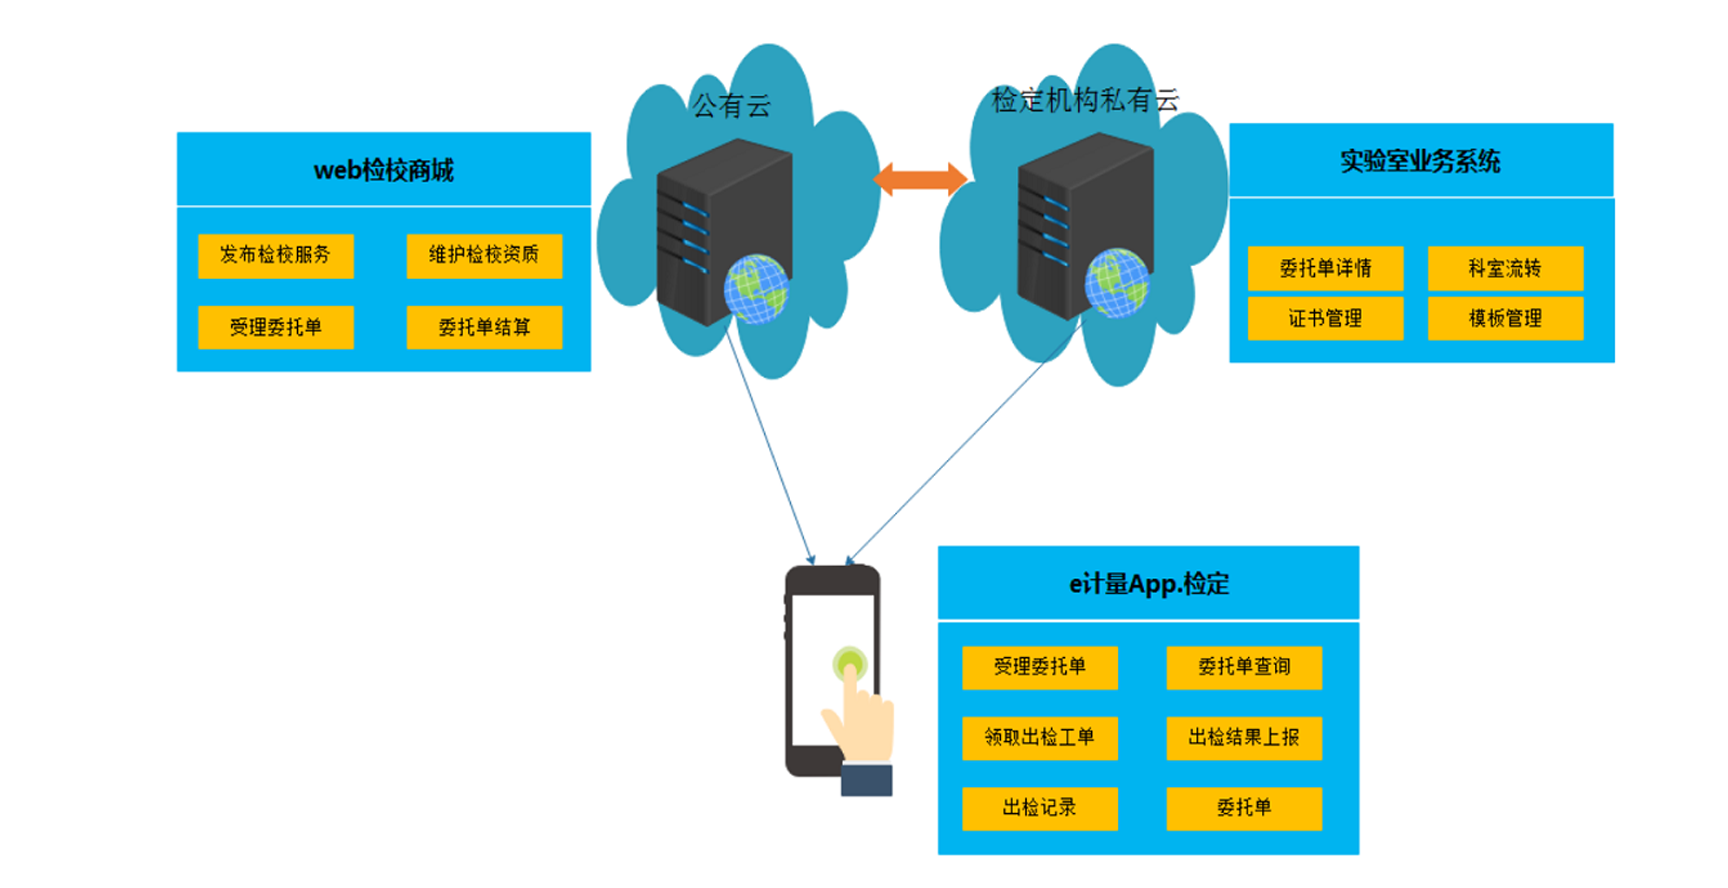 公有云
检定机构私有云
web检校商城
发布检校服务
维护检校资质
受理委托单
委托单结算
实验室业务系统
委托单详情
科室流转
证书管理
模板管理
e计量App.检定
受理委托单
委托单查询
领取出检工单
出检结果上报
出检记录
委托单